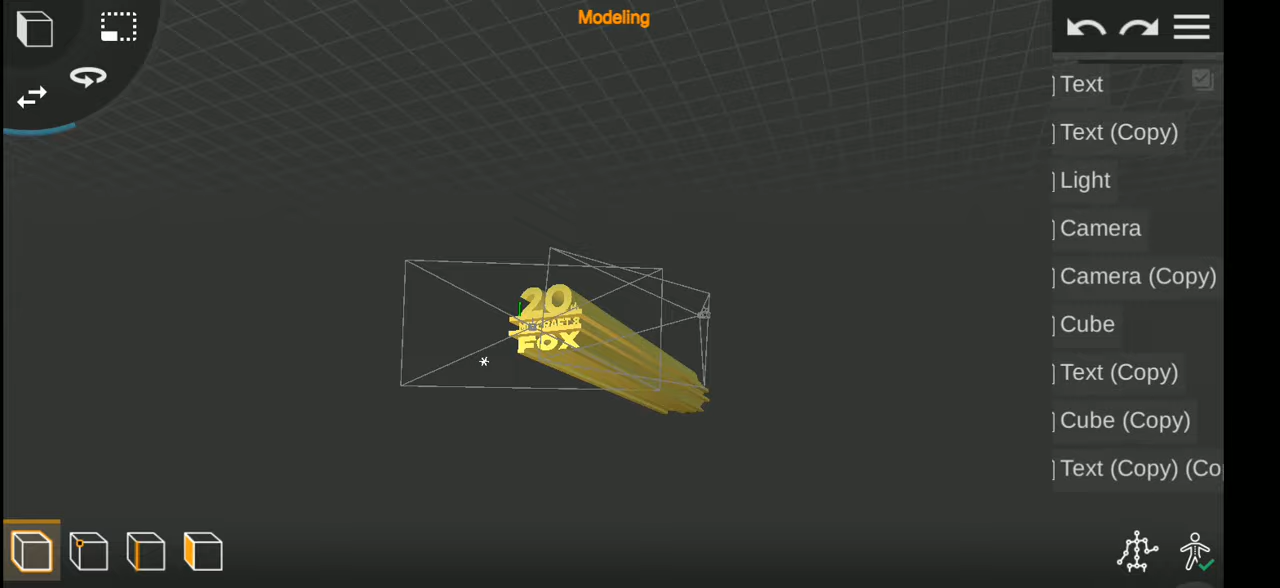 Modeling
Text
Text (Copy)
Light
Camera
Camera (Copy)
Cube
Text (Copy)
Cube (Copy)
Text (Copy) (Co
20
FOX